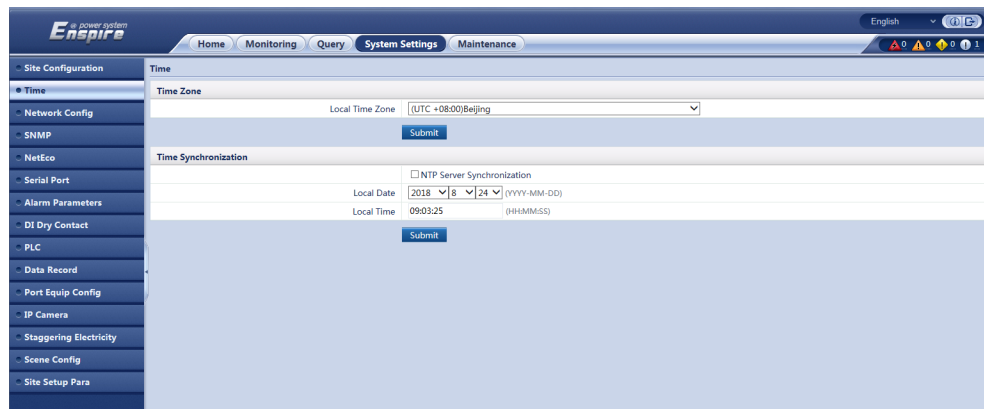 @ power system
Enspire
English
Home Monitoring Query System Settings Maintenance
0 0 0 1
Site Configuration
Time
Network Config
SNMP
NetEco
Serial Port
Alarm Parameters
DI Dry Contact
PLC
Data Record
Port Equip Config
IP Camera
Staggering Electricity
Scene Config
Site Setup Para
Time
Time Zone
Local Time Zone (UTC +08:00)Beijing
Submit
Time Synchronization
NTP Server Synchronization
Local Date 2018 8 24 (YYYY-MM-DD)
Local Time 09:03:25 (HH:MM:SS)
Submit